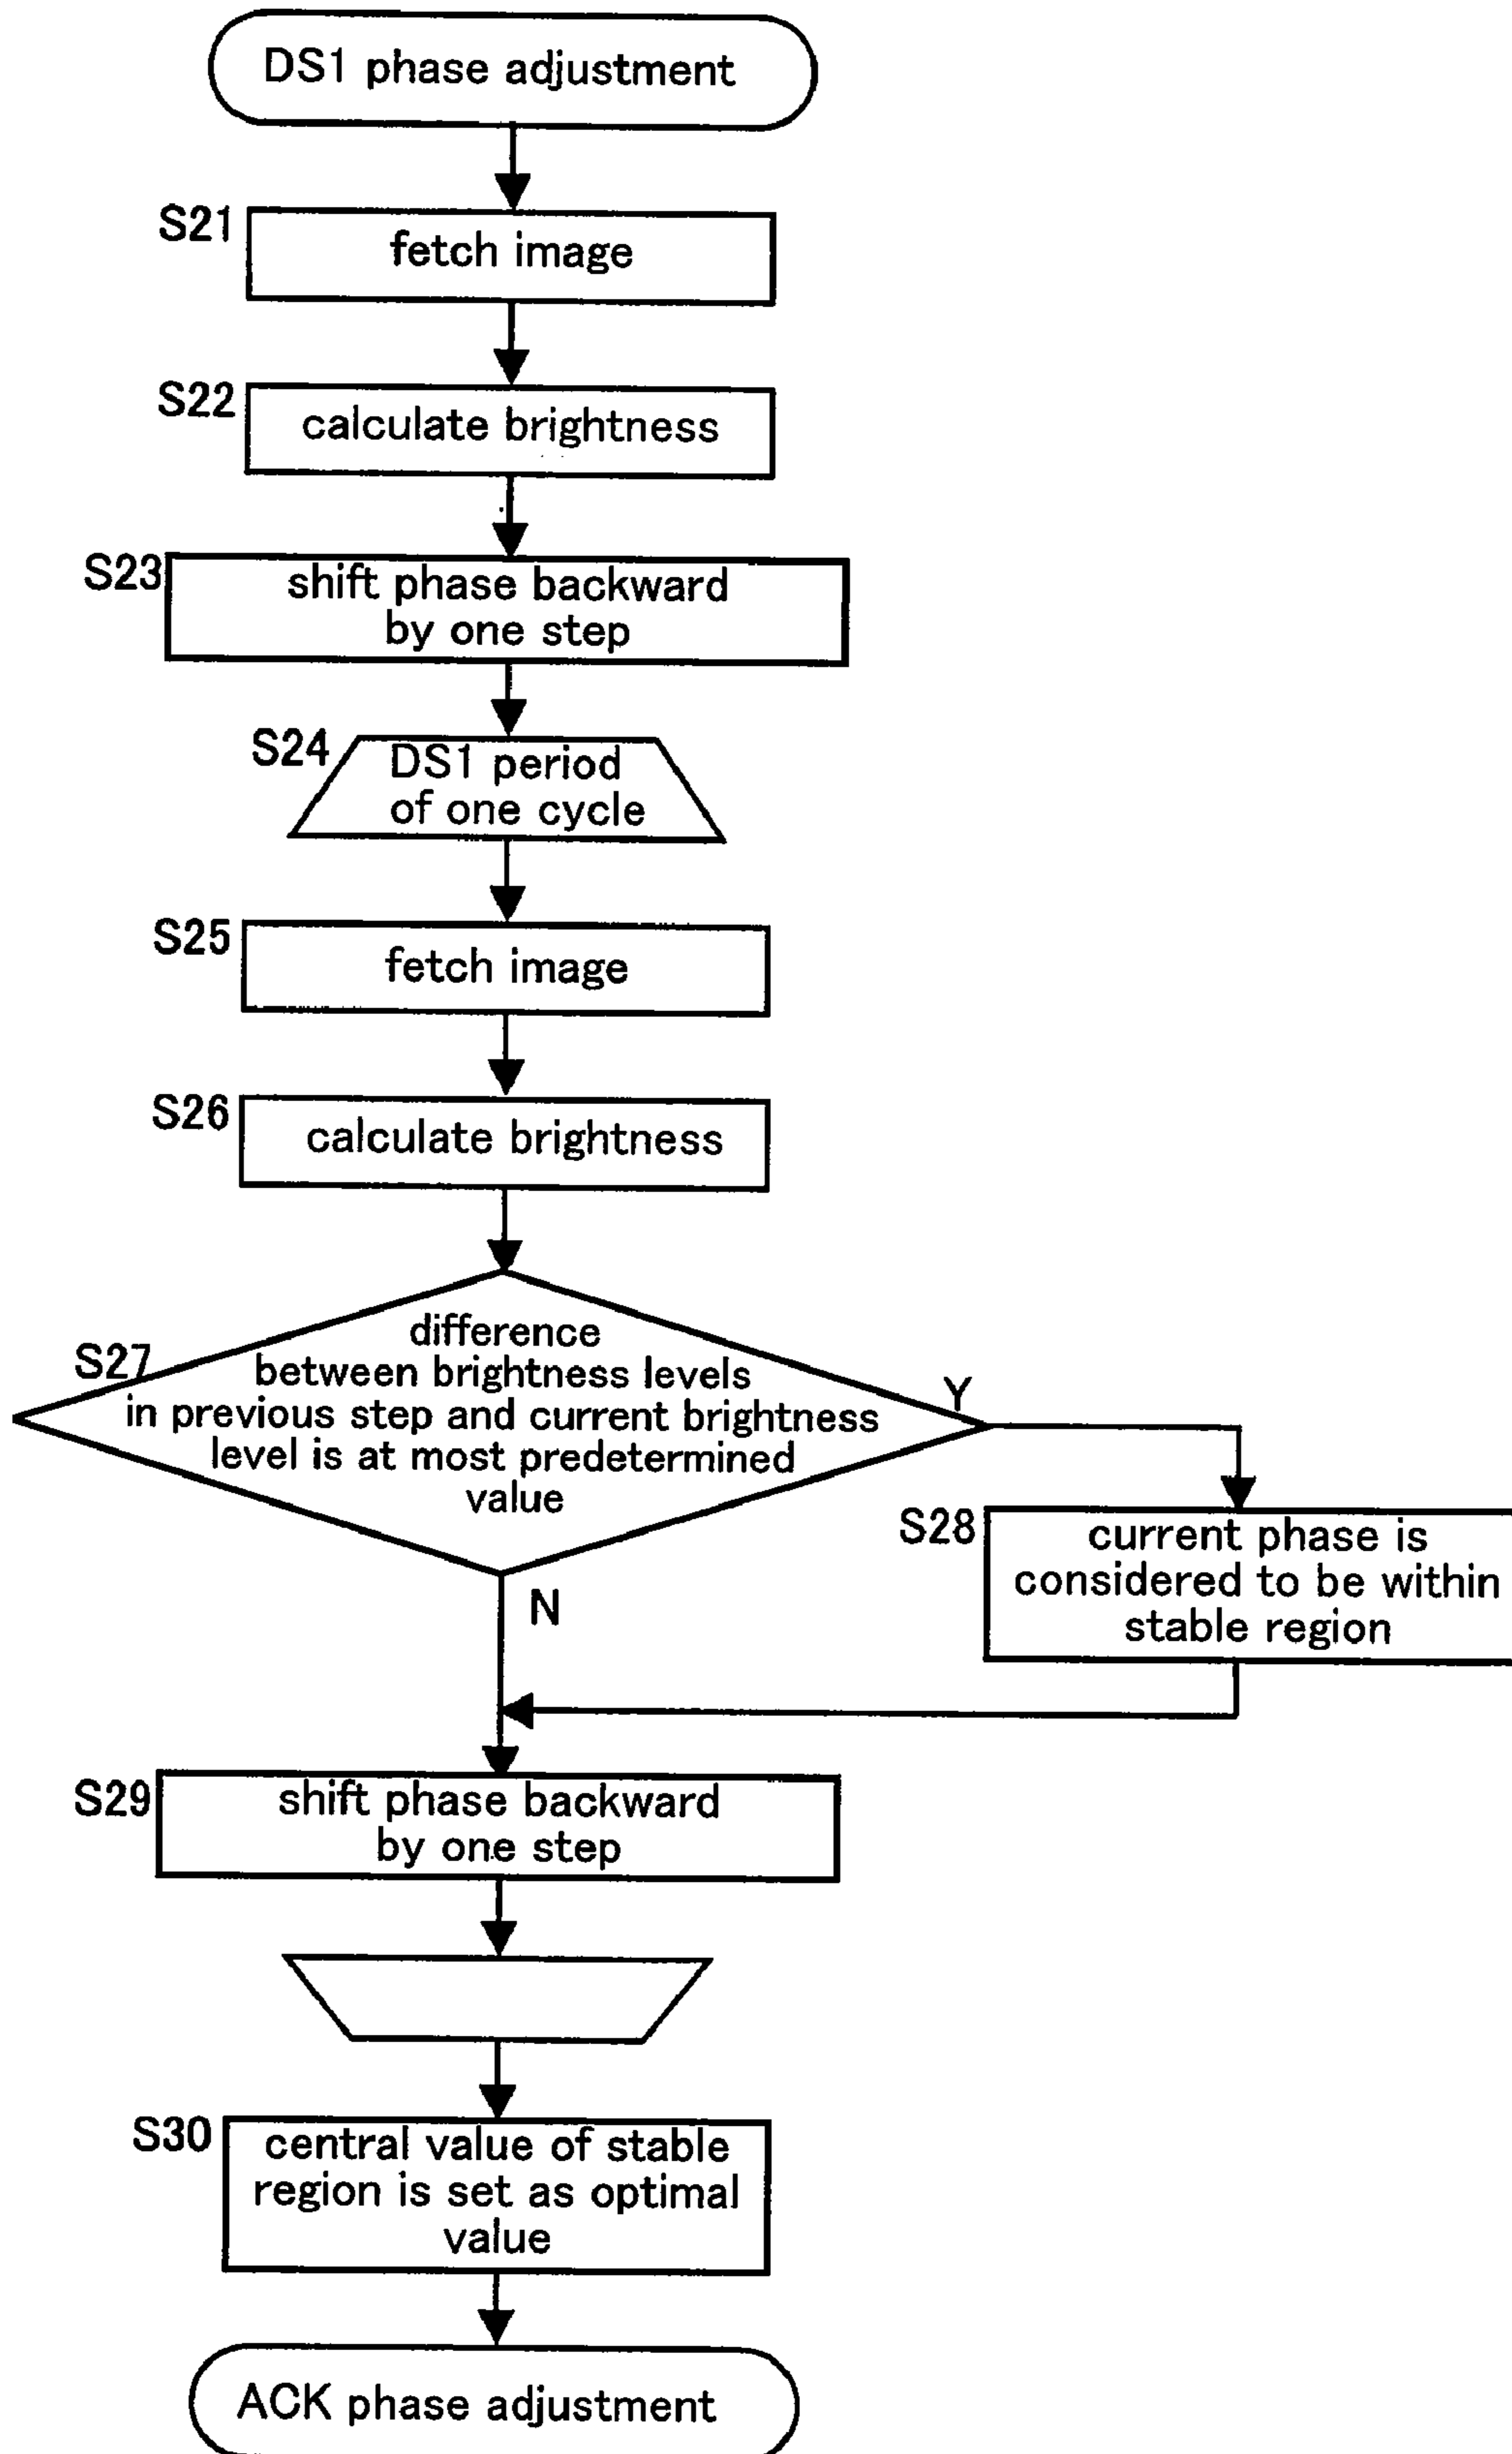 DS1 phase adjustment
S21
fetch image
S22
calculate brightness
S23
shift phase backward
by one step
S24
DS1 period
of one cycle
S25
fetch image
S26
calculate brightness
S27
difference
between brightness levels
in previous step and current brightness
level is at most predetermined
value
Y
N
S28
current phase is
considered to be within
stable region
S29
shift phase backward
by one step
S30
central value of stable
region is set as optimal
value
ACK phase adjustment